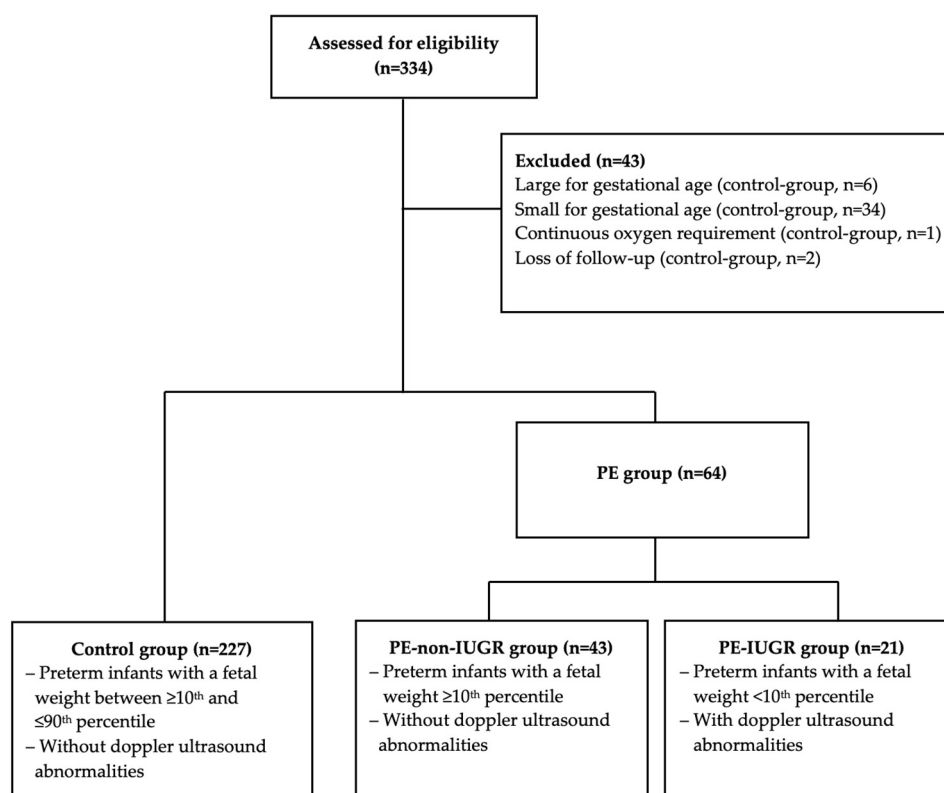 Assessed for eligibility
(n=334)
Excluded (n=43)
Large for gestational age (control-group, n=6)
Small for gestational age (control-group, n=34)
Continuous oxygen requirement (control-group, n=1)
Loss of follow-up (control-group, n=2)
PE group (n=64)
Control group (n=227)
– Preterm infants with a fetal
weight between ≥10th and
≤90th percentile
– Without doppler ultrasound
abnormalities
PE-non-IUGR group (n=43)
– Preterm infants with a fetal
weight ≥10th percentile
– Without doppler ultrasound
abnormalities
PE-IUGR group (n=21)
– Preterm infants with a fetal
weight <10th percentile
– With doppler ultrasound
abnormalities